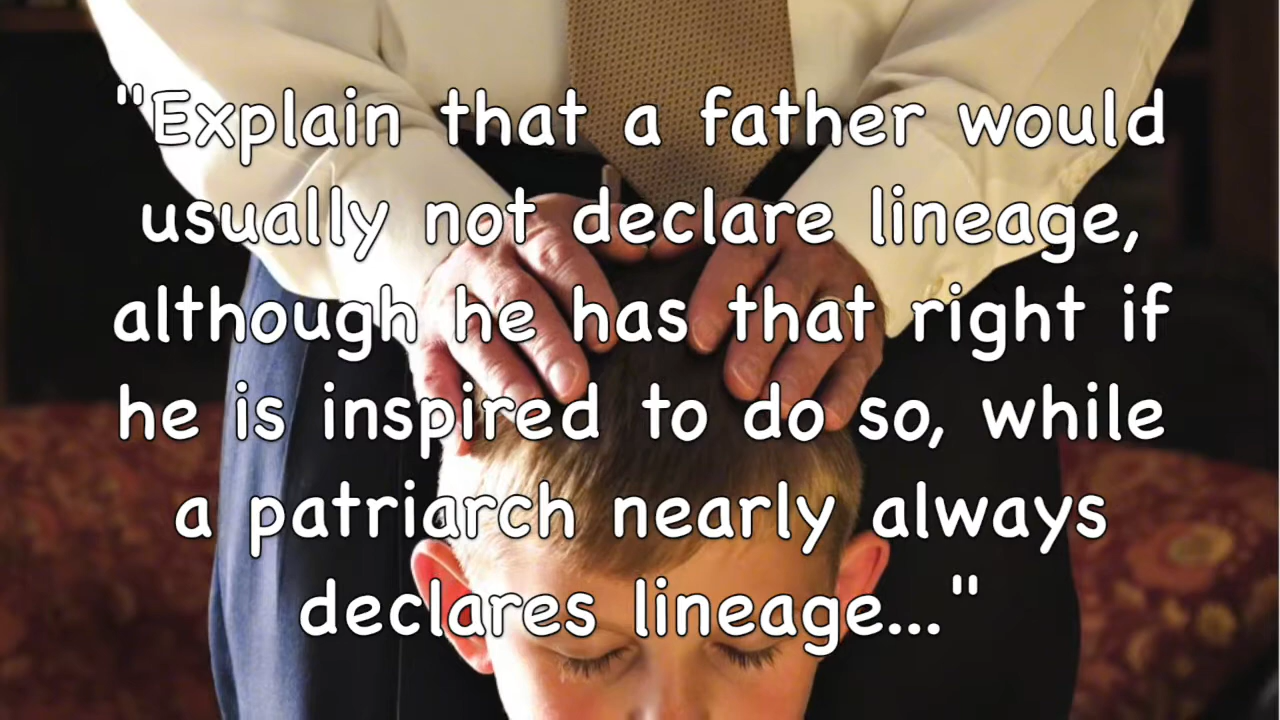 "Explain that a father would
usually not declare lineage,
although he has that right if
he is inspired to do so, while
a patriarch nearly always
declares lineage..."